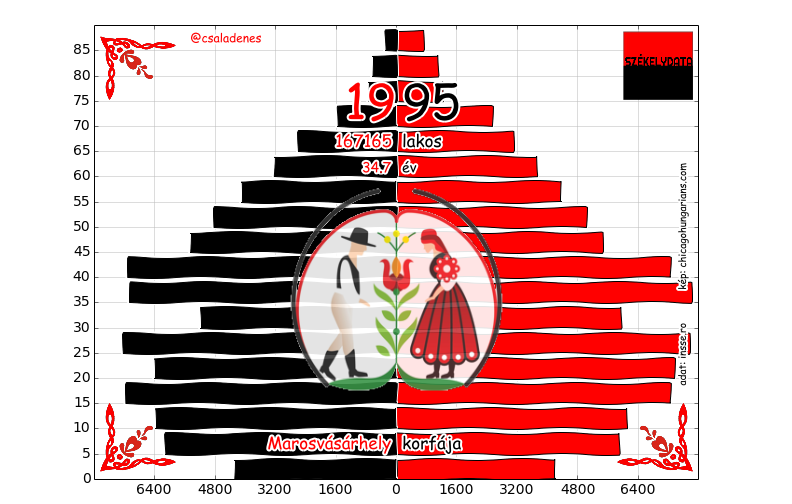 @csaladenes
SZÉKELYDATA
1995
167165 lakos
34.7 év
kép: chicagohungarians.com
adat: insse.ro
Marosvásárhely korfája
85
80
75
70
65
60
55
50
45
40
35
30
25
20
15
10
5
0
6400 4800 3200 1600 0 1600 3200 4800 6400